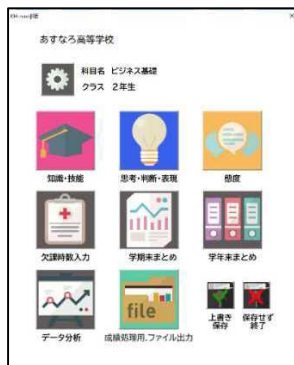 あすなろ高等学校
科目名 ビジネス基礎
クラス 2年生
知識・技能
思考・判断・表現
態度
欠課時数入力
学期末まとめ
学年末まとめ
file
データ分析
成績処理用,ファイル出力
上書き
保存
保存せず
終了